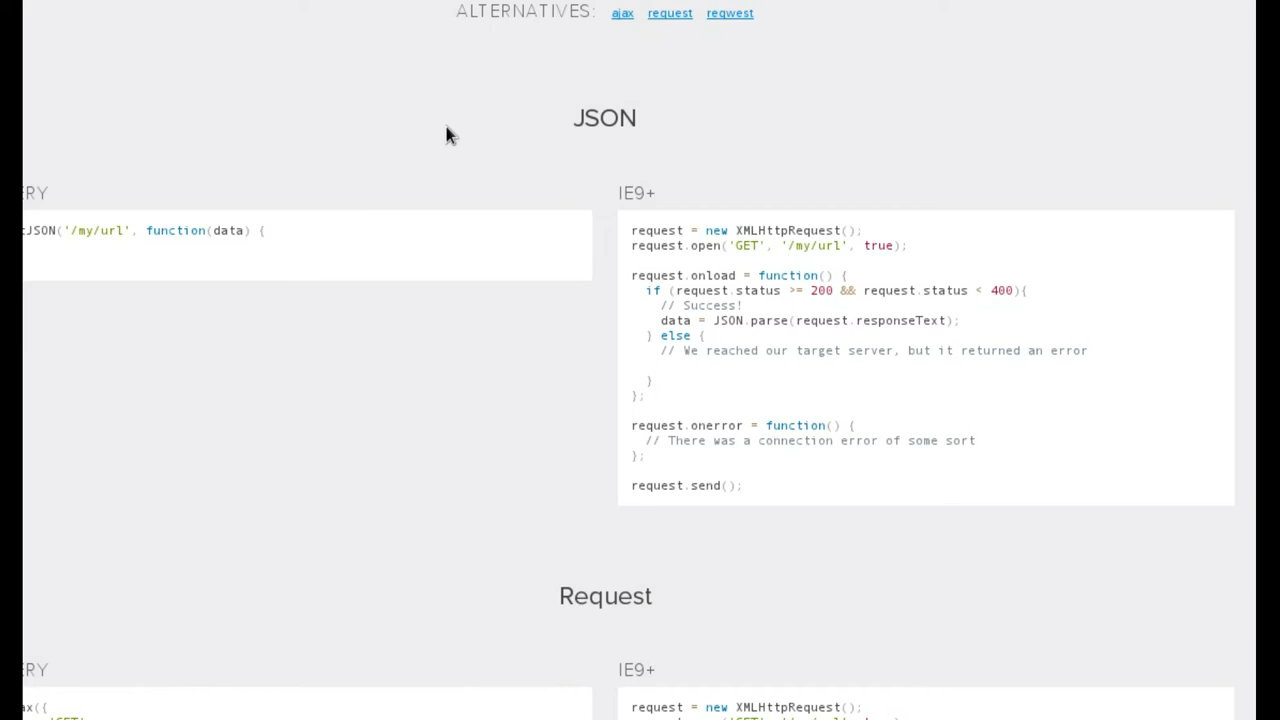 ALTERNATIVES: ajax request reqwest
JSON
ERY
tJSON('/my/url', function(data) {
IE9+
request = new XMLHttpRequest();
request.open('GET', '/my/url', true);
request.onload = function() {
if (request.status >= 200 && request.status < 400){
// Success!
data = JSON.parse(request.responseText);
} else {
// We reached our target server, but it returned an error
}
};
request.onerror = function() {
// There was a connection error of some sort
};
request.send();
Request
ERY
ax({
IE9+
request = new XMLHttpRequest();